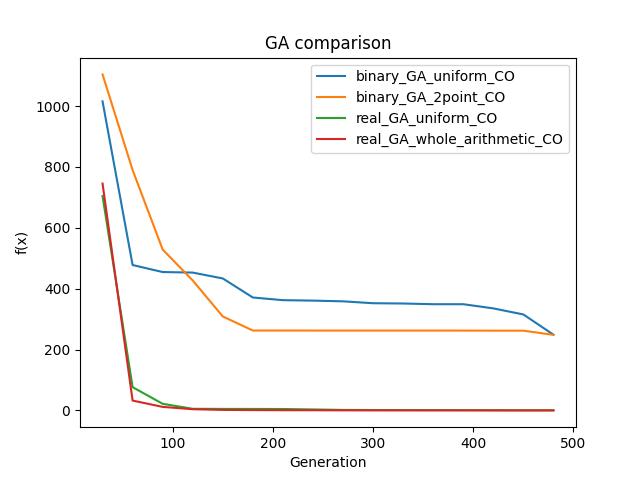 GA comparison
binary_GA_uniform_CO
binary_GA_2point_CO
real_GA_uniform_CO
real_GA_whole_arithmetic_CO
f(x)
1000
800
600
400
200
0
100 200 300 400 500
Generation